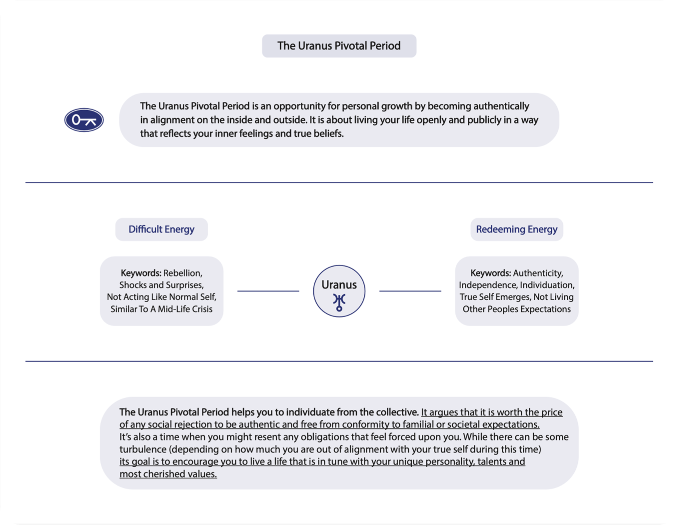 The Uranus Pivotal Period
The Uranus Pivotal Period is an opportunity for personal growth by becoming authentically
in alignment on the inside and outside. It is about living your life openly and publicly in a way
that reflects your inner feelings and true beliefs.
Difficult Energy
Keywords: Rebellion,
Shocks and Surprises,
Not Acting Like Normal Self,
Similar To A Mid-Life Crisis
Uranus
Redeeming Energy
Keywords: Authenticity,
Independence, Individuation,
True Self Emerges, Not Living
Other Peoples Expectations
The Uranus Pivotal Period helps you to individuate from the collective. It argues that it is worth the price
of any social rejection to be authentic and free from conformity to familial or societal expectations.
It's also a time when you might resent any obligations that feel forced upon you. While there can be some
turbulence (depending on how much you are out of alignment with your true self during this time)
its goal is to encourage you to live a life that is in tune with your unique personality, talents and
most cherished values.